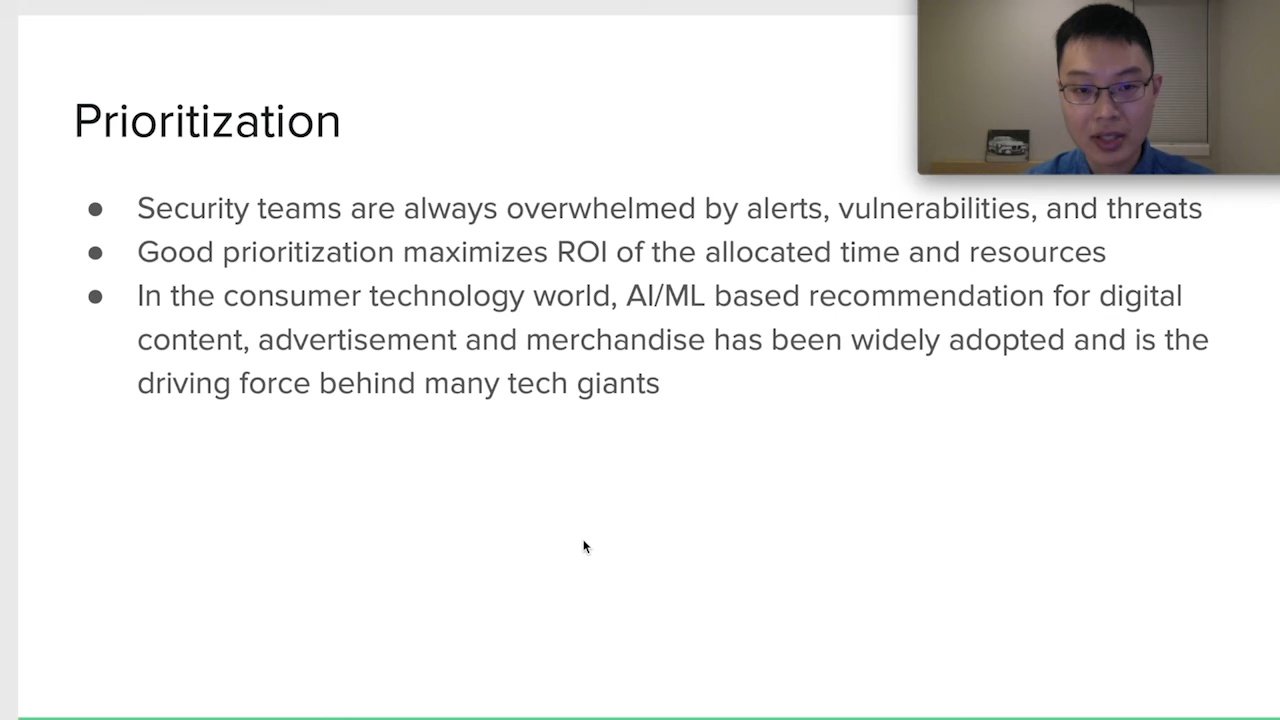 Prioritization
● Security teams are always overwhelmed by alerts, vulnerabilities, and threats
● Good prioritization maximizes ROI of the allocated time and resources
● In the consumer technology world, AI/ML based recommendation for digital
content, advertisement and merchandise has been widely adopted and is the
driving force behind many tech giants